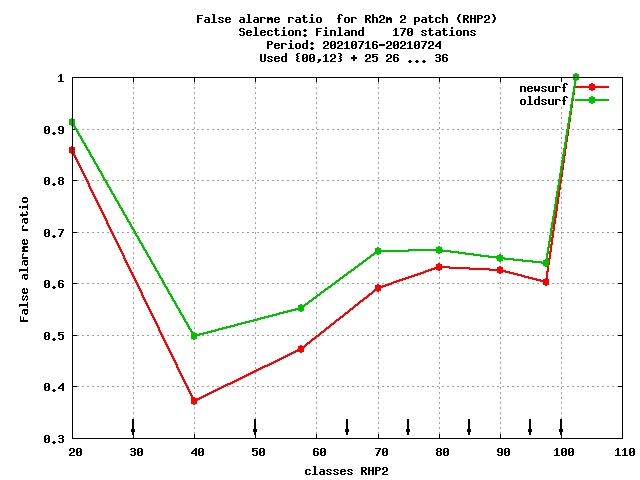 False alarme ratio  for Rh2m 2 patch (RHP2)
Selection: Finland    170 stations
Period: 20210716-20210724
Used {00,12} + 25 26 ... 36
newsurf
oldsurf
1
0.9
0.8
0.7
0.6
0.5
0.4
0.3
False alarme ratio
20 30 40 50 60 70 80 90 100 110
classes RHP2